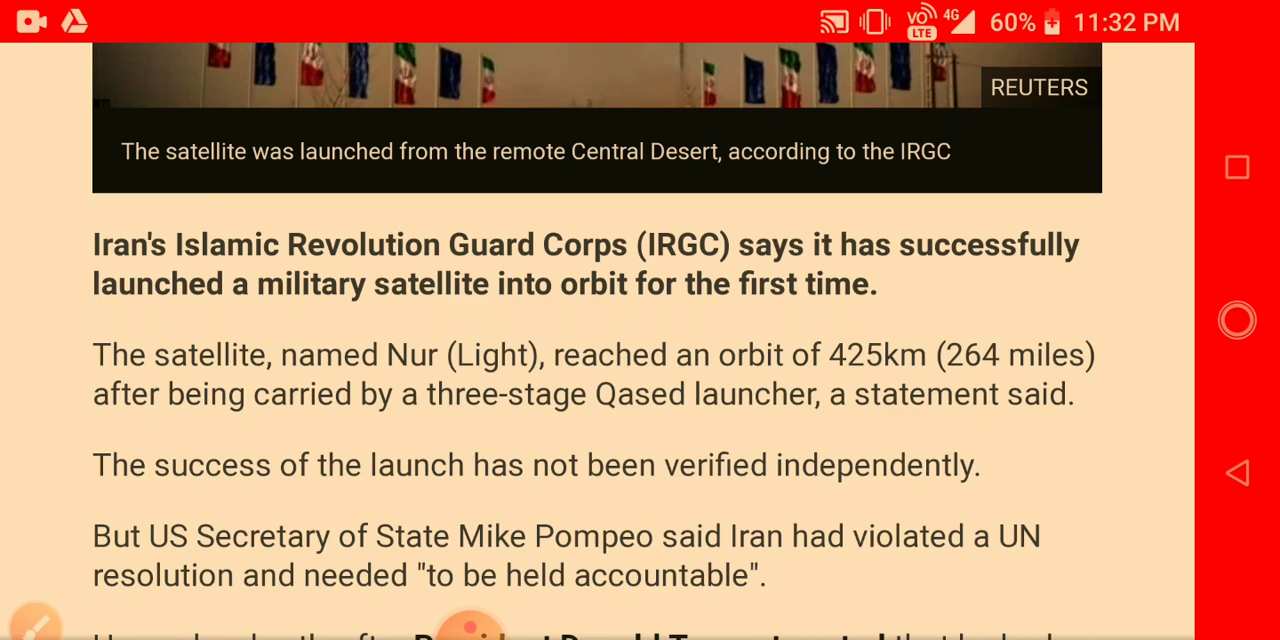 VO 4G 60% 11:32 PM
LTE
REUTERS
The satellite was launched from the remote Central Desert, according to the IRGC
Iran's Islamic Revolution Guard Corps (IRGC) says it has successfully
launched a military satellite into orbit for the first time.
The satellite, named Nur (Light), reached an orbit of 425km (264 miles)
after being carried by a three-stage Qased launcher, a statement said.
The success of the launch has not been verified independently.
But US Secretary of State Mike Pompeo said Iran had violated a UN
resolution and needed "to be held accountable".